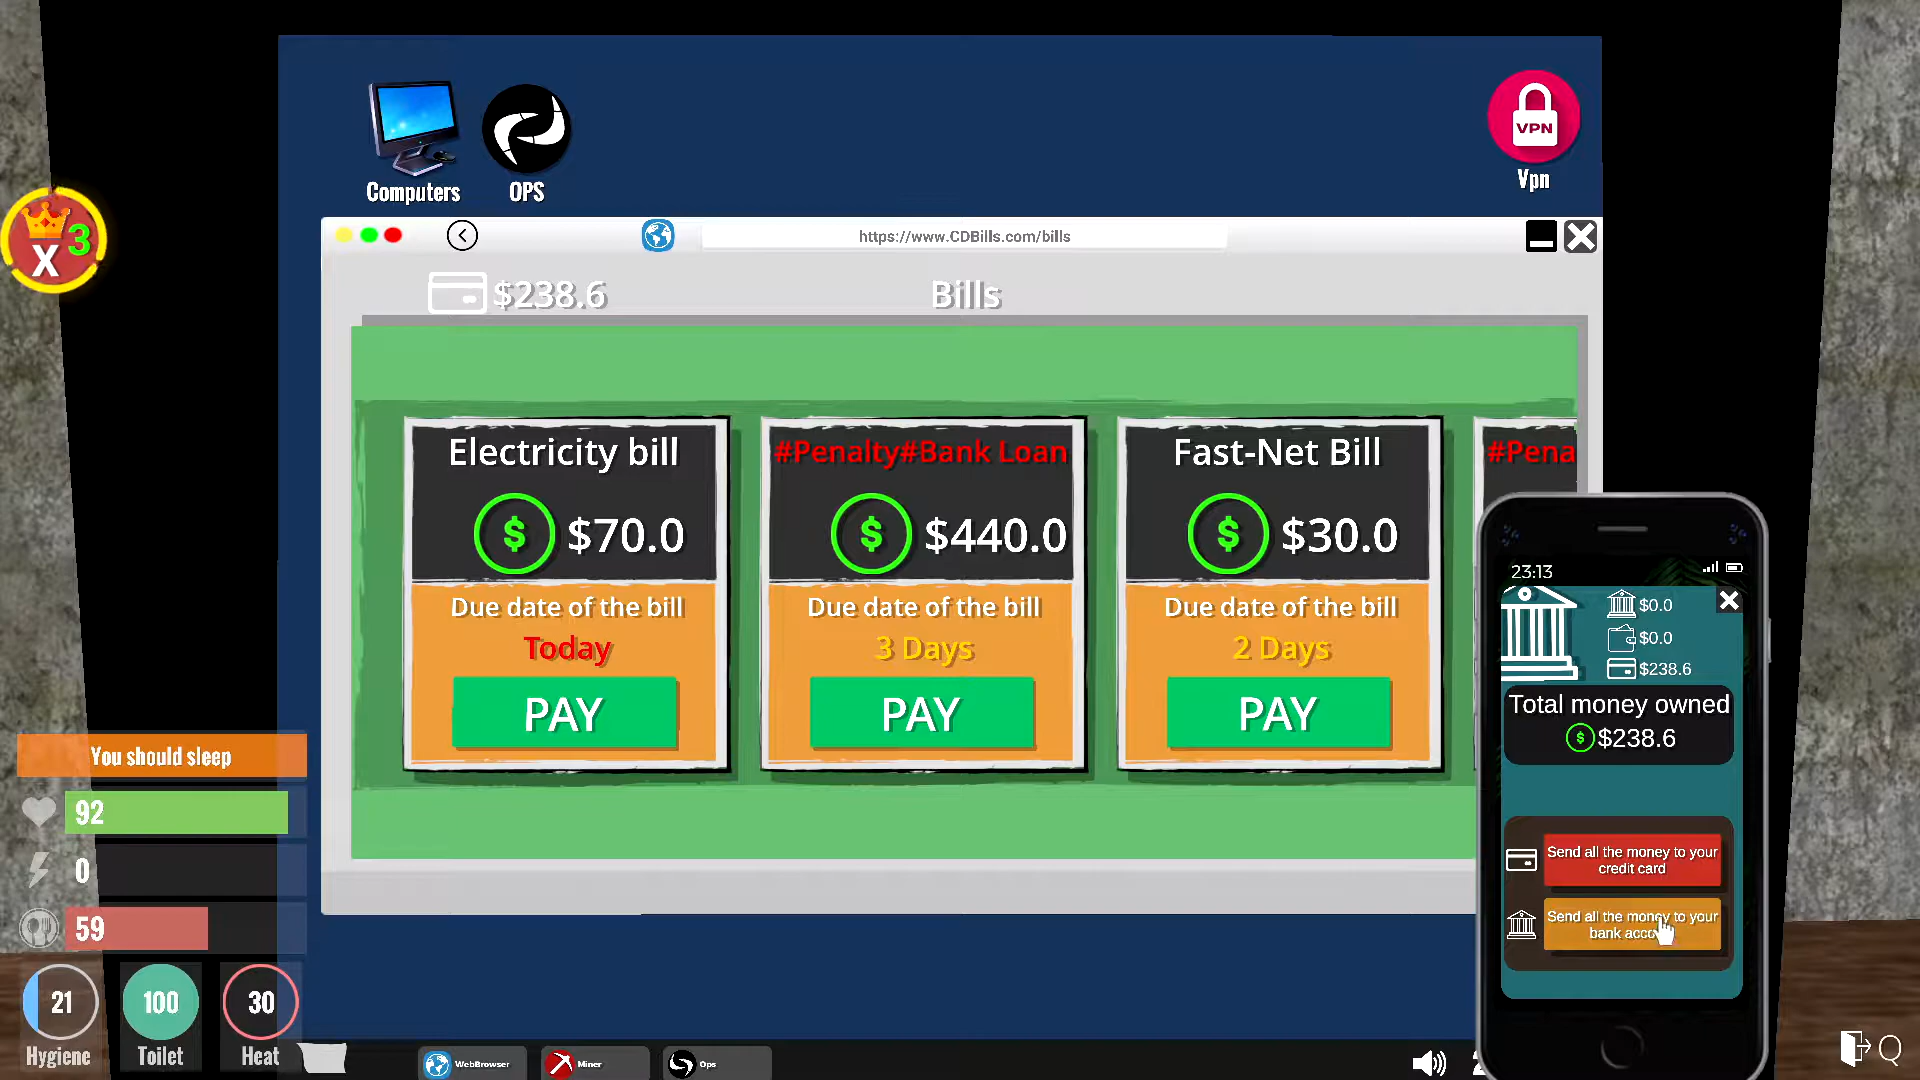 Computers
OPS
VPN
Vpn
X 3
https://www.CDBills.com/bills
$238.6
Bills
Electricity bill
$ $70.0
Due date of the bill
Today
PAY
#Penalty#Bank Loan
$ $440.0
Due date of the bill
3 Days
PAY
Fast-Net Bill
$ $30.0
Due date of the bill
2 Days
PAY
#Pena
23:13
$0.0
$0.0
$238.6
Total money owned
$ $238.6
Send all the money to your
credit card
Send all the money to your
bank
You should sleep
92
0
59
21
Hygiene
100
Toilet
30
Heat
WebBrowser
Miner
Ops
Q